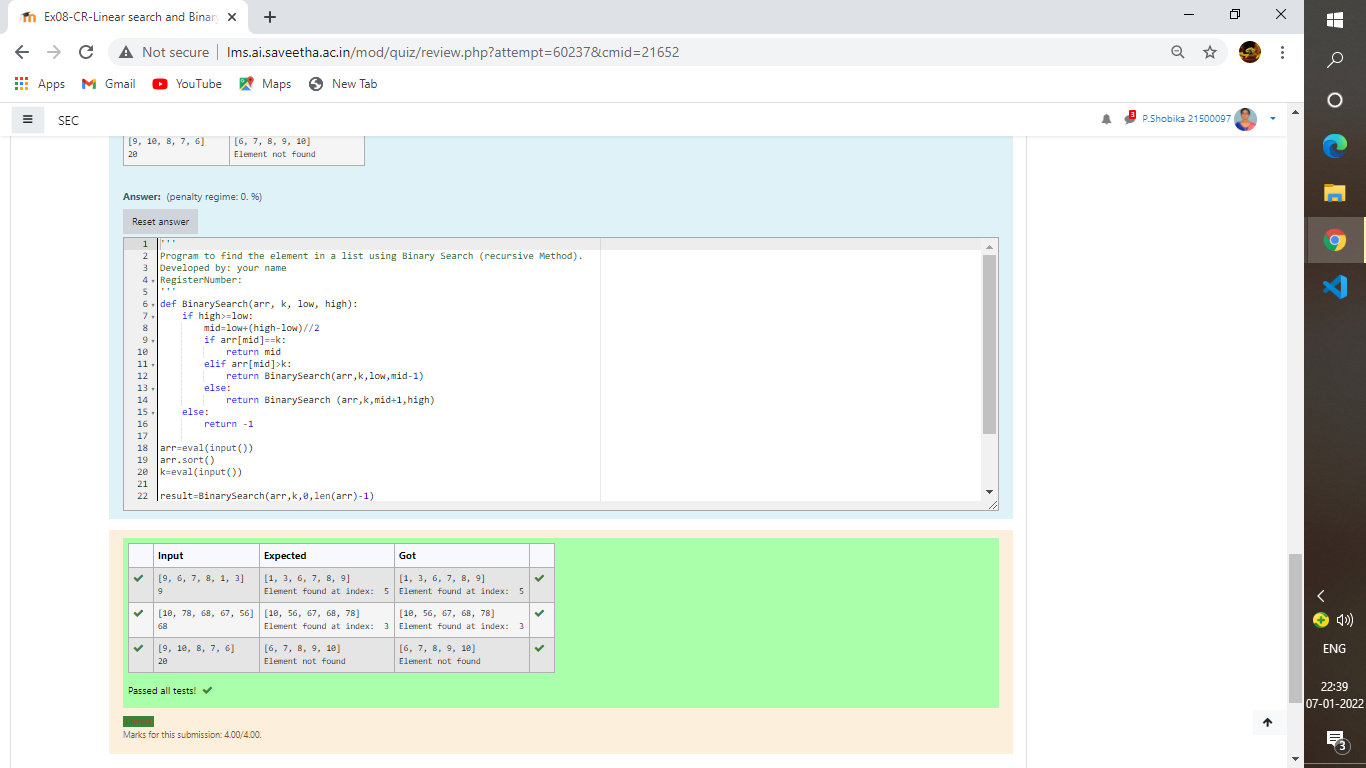 Ex08-CR-Linear search and Binar
Not secure lms.ai.saveetha.ac.in/mod/quiz/review.php?attempt=60237&cmid=21652
Apps Gmail YouTube Maps New Tab
SEC
3 P.Shobika 21500097
[9, 10, 8, 7, 6] [6, 7, 8, 9, 10]
20 Element not found
Answer: (penalty regime: 0. %)
Reset answer
1 '''
2 Program to find the element in a list using Binary Search (recursive Method).
3 Developed by: your name
4 RegisterNumber:
5 '''
6 def BinarySearch(arr, k, low, high):
7 if high>=low:
8 mid=low+(high-low)//2
9 if arr[mid]==k:
10 return mid
11 elif arr[mid]>k:
12 return BinarySearch(arr,k,low,mid-1)
13 else:
14 return BinarySearch (arr,k,mid+1,high)
15 else:
16 return -1
17
18 arr=eval(input())
19 arr.sort()
20 k=eval(input())
21
22 result=BinarySearch(arr,k,0,len(arr)-1)
Input Expected Got
[9, 6, 7, 8, 1, 3] [1, 3, 6, 7, 8, 9] [1, 3, 6, 7, 8, 9]
9 Element found at index: 5 Element found at index: 5
[10, 78, 68, 67, 56] [10, 56, 67, 68, 78] [10, 56, 67, 68, 78]
68 Element found at index: 3 Element found at index: 3
[9, 10, 8, 7, 6] [6, 7, 8, 9, 10] [6, 7, 8, 9, 10]
20 Element not found Element not found
Passed all tests!
Marks for this submission: 4.00/4.00.
ENG
22:39
07-01-2022
3